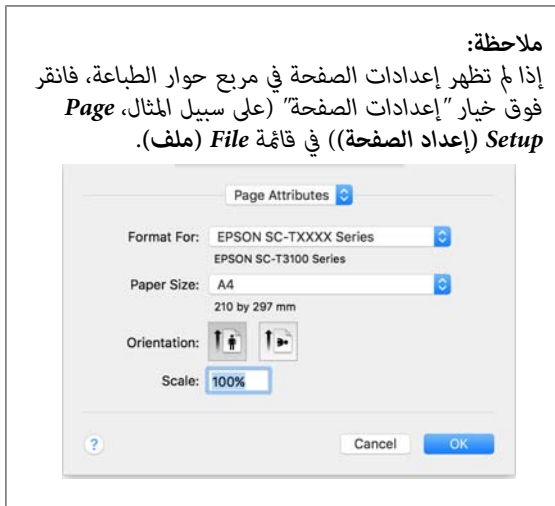 ملاحظة:
إذا لم تظهر إعدادات الصفحة في مربع حوار الطباعة، فانقر
فوق خيار "إعدادات الصفحة" (على سبيل المثال، Page
Setup (إعداد الصفحة)) في قائمة File (ملف).
Page Attributes
Format For: EPSON SC-TXXXX Series
EPSON SC-T3100 Series
Paper Size: A4
210 by 297 mm
Orientation:
Scale: 100%
? Cancel OK